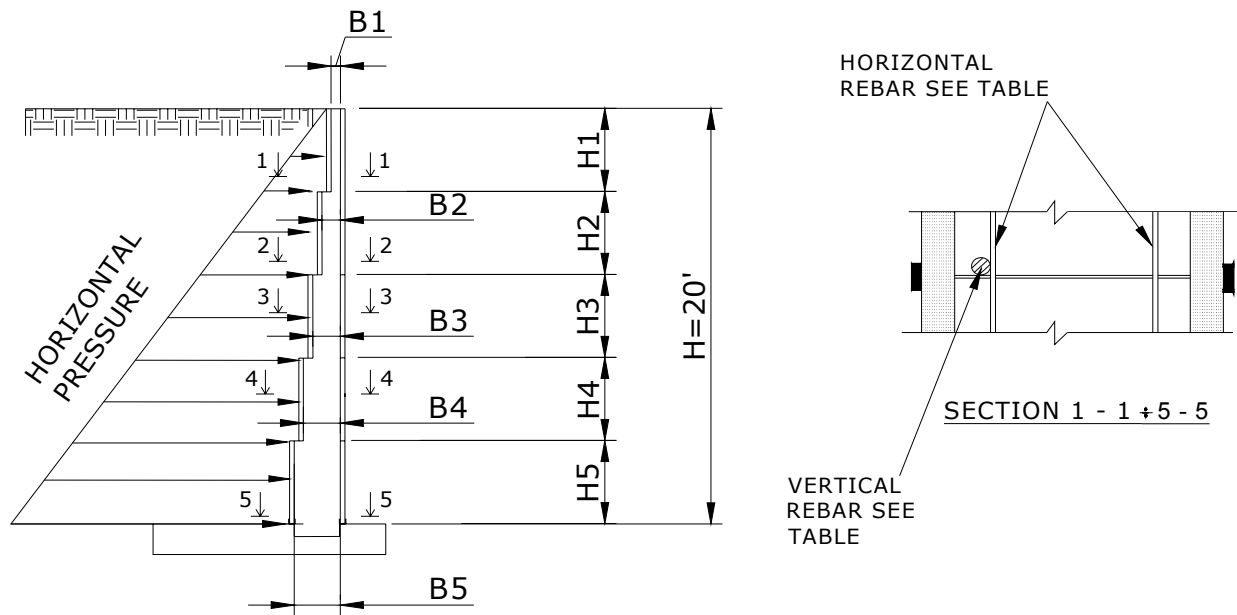 B1
1
1
H1
B2
H2
2
2
3
3
H3
B3
HORIZONTAL
PRESSURE
H=20'
4
4
H4
B4
H5
5
5
B5
HORIZONTAL
REBAR SEE TABLE
SECTION 1 - 1 ÷ 5 - 5
VERTICAL
REBAR SEE
TABLE